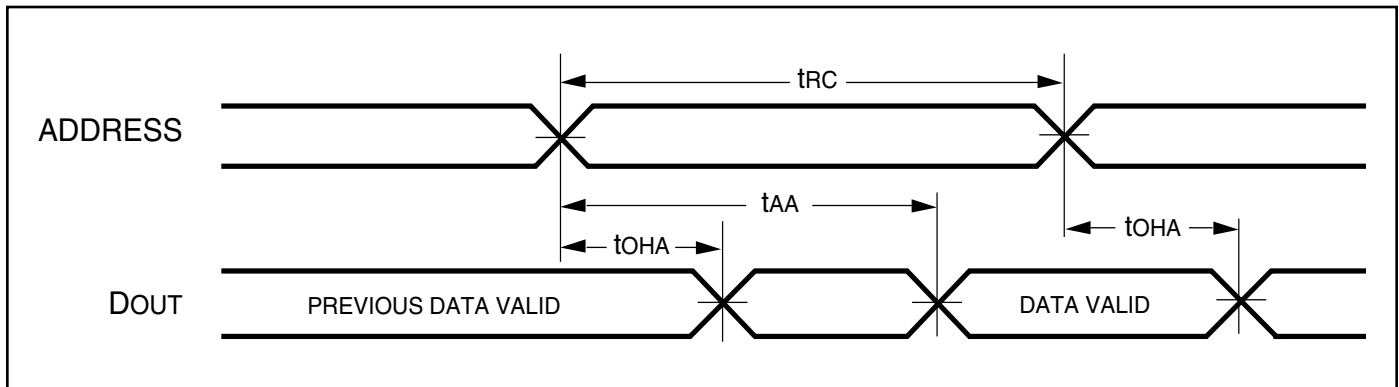 tRC
ADDRESS
tAA
tOHA
tOHA
DOUT
PREVIOUS DATA VALID
DATA VALID